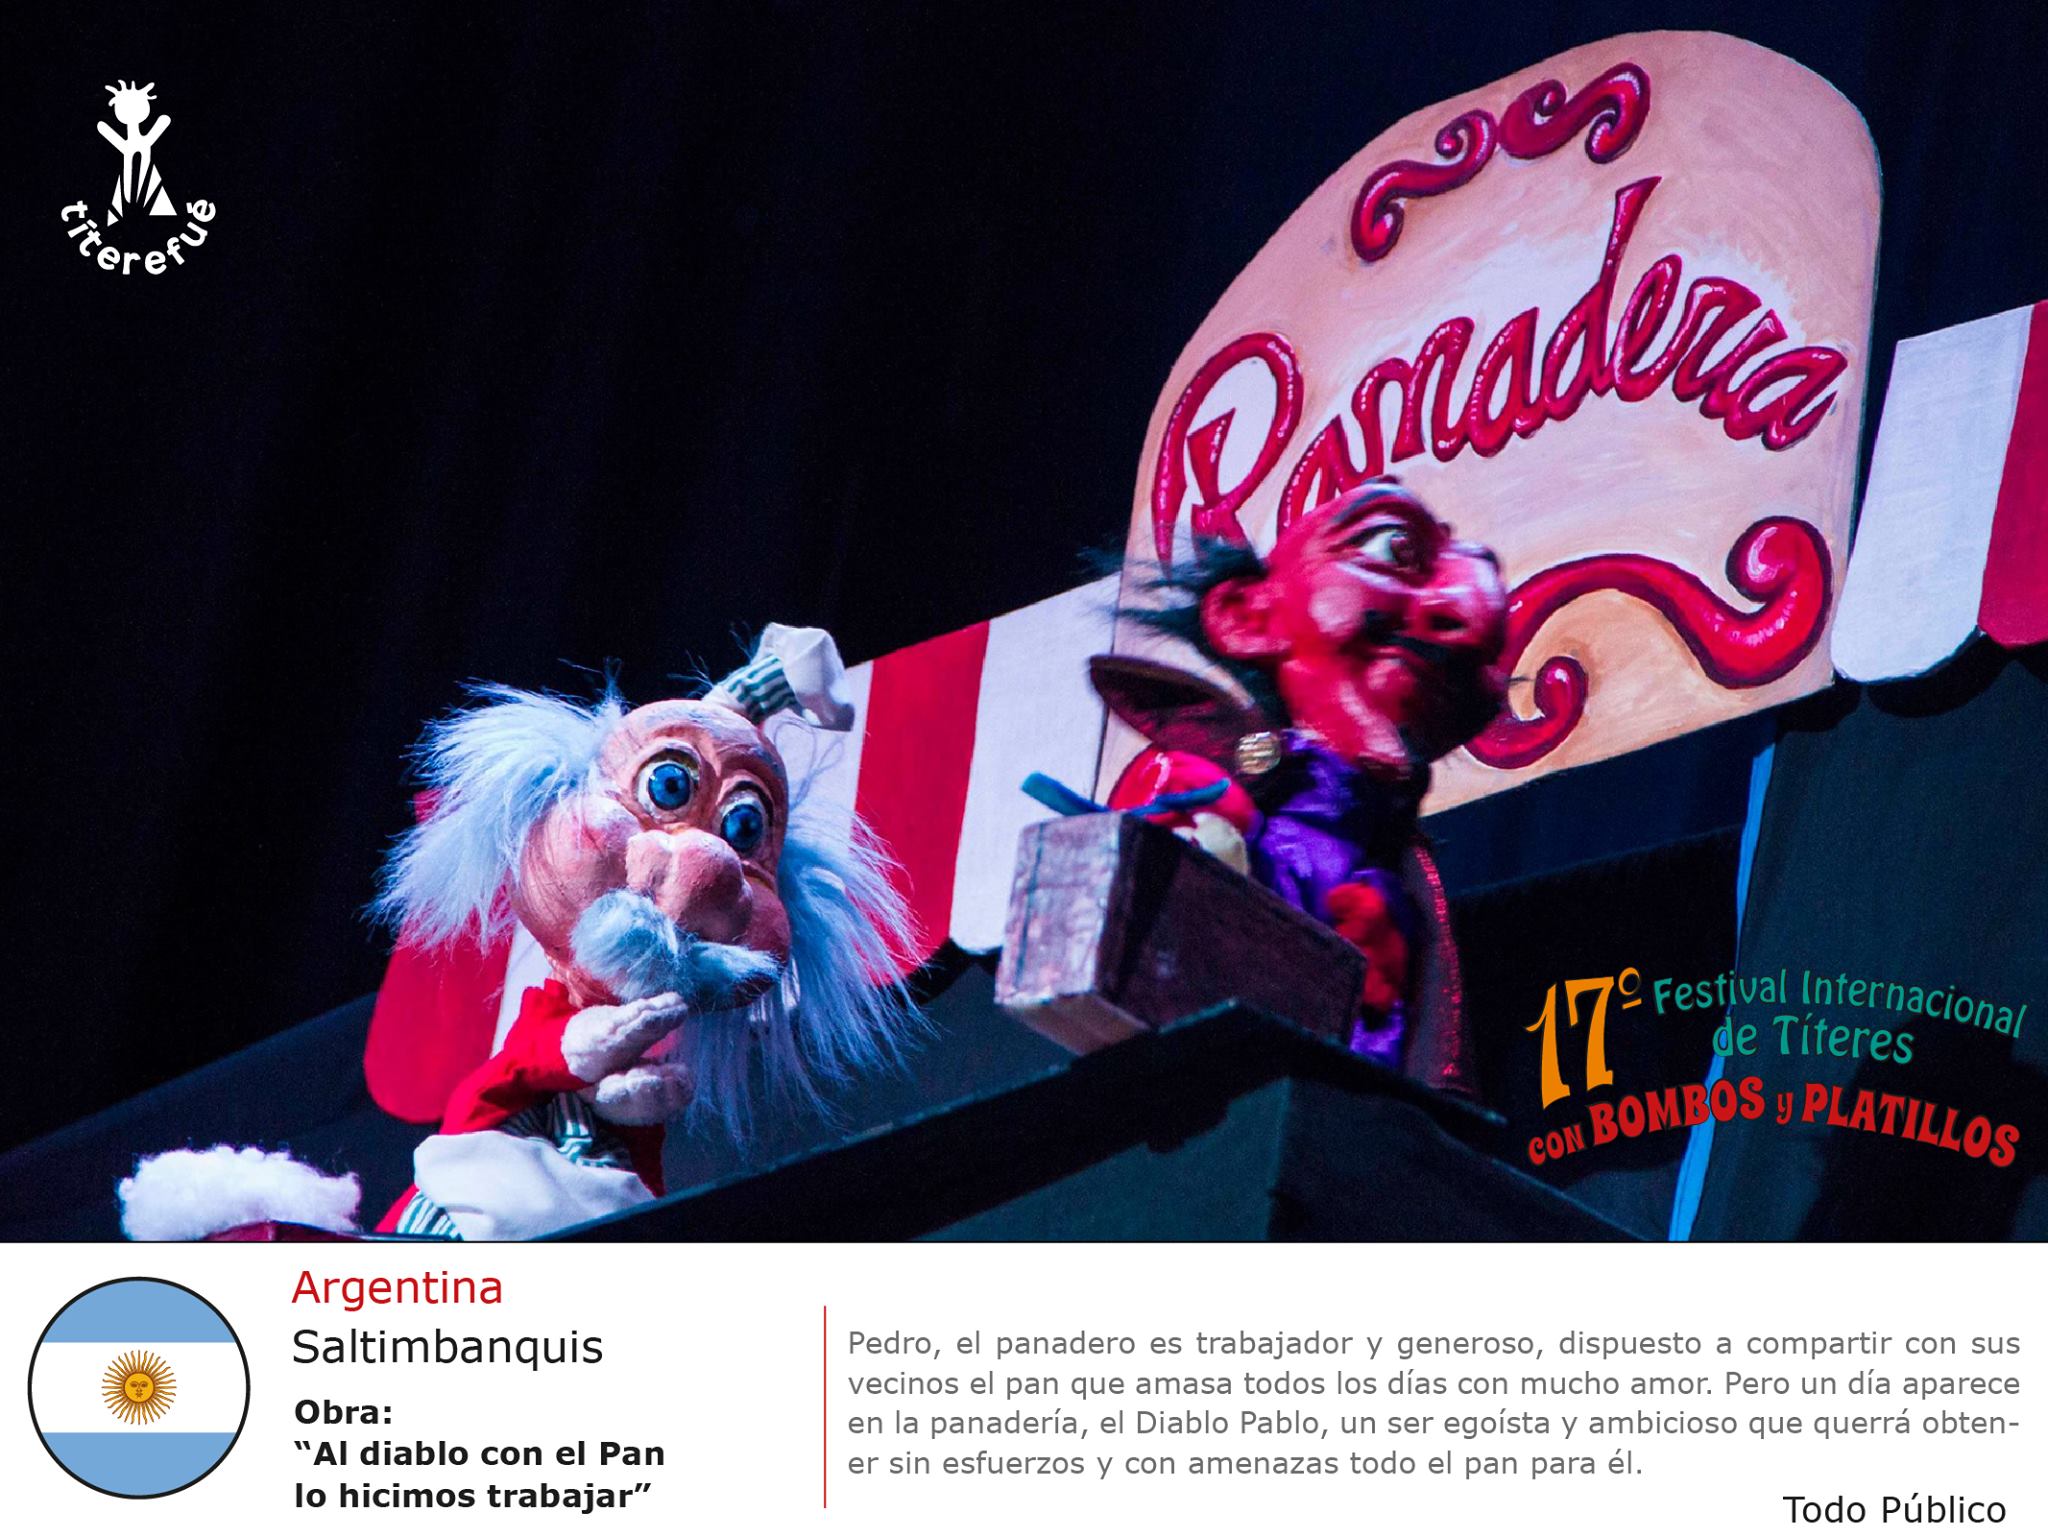 títerefué
Panaderia
17º Festival Internacional
de Títeres
con BOMBOS y PLATILLOS
Argentina
Saltimbanquis
Obra:
“Al diablo con el Pan
lo hicimos trabajar”
Pedro, el panadero es trabajador y generoso, dispuesto a compartir con sus
vecinos el pan que amasa todos los días con mucho amor. Pero un día aparece
en la panadería, el Diablo Pablo, un ser egoísta y ambicioso que querrá obten-
er sin esfuerzos y con amenazas todo el pan para él.
Todo Público